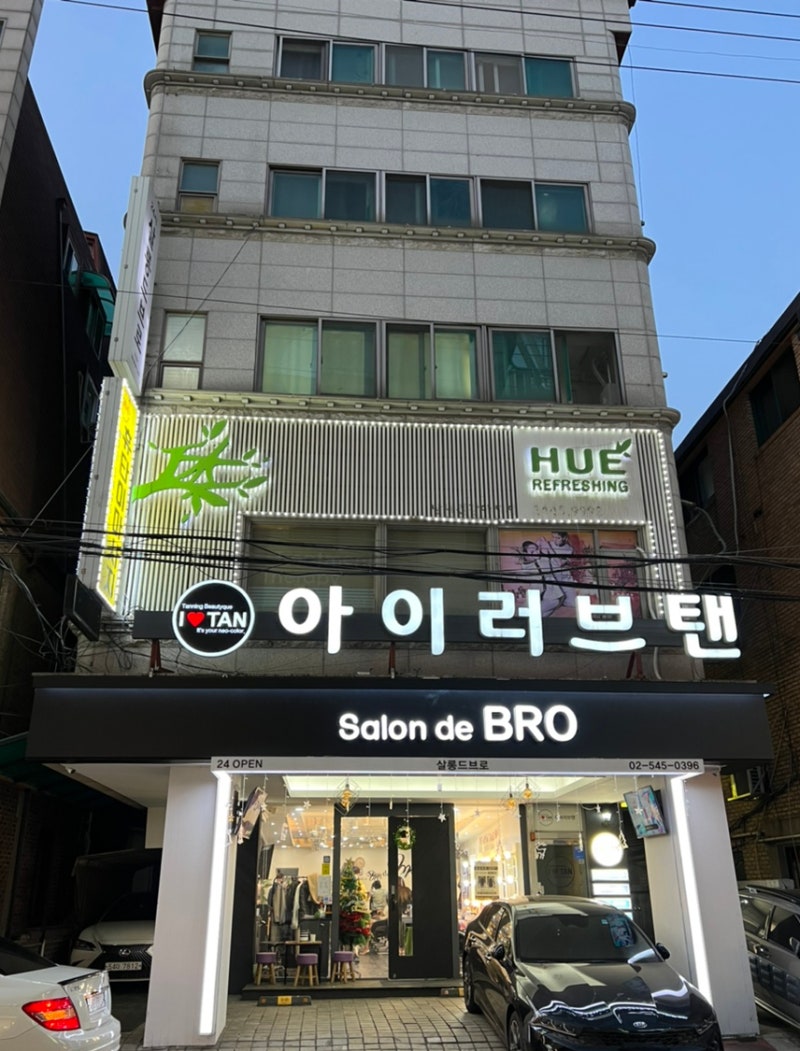 HUE
REFRESHING
Tanning Beautyque
I ♥ TAN
It's your neo-color.
아이러브탠
Salon de BRO
24 OPEN
살롱드브로
02-545-0396
TAN